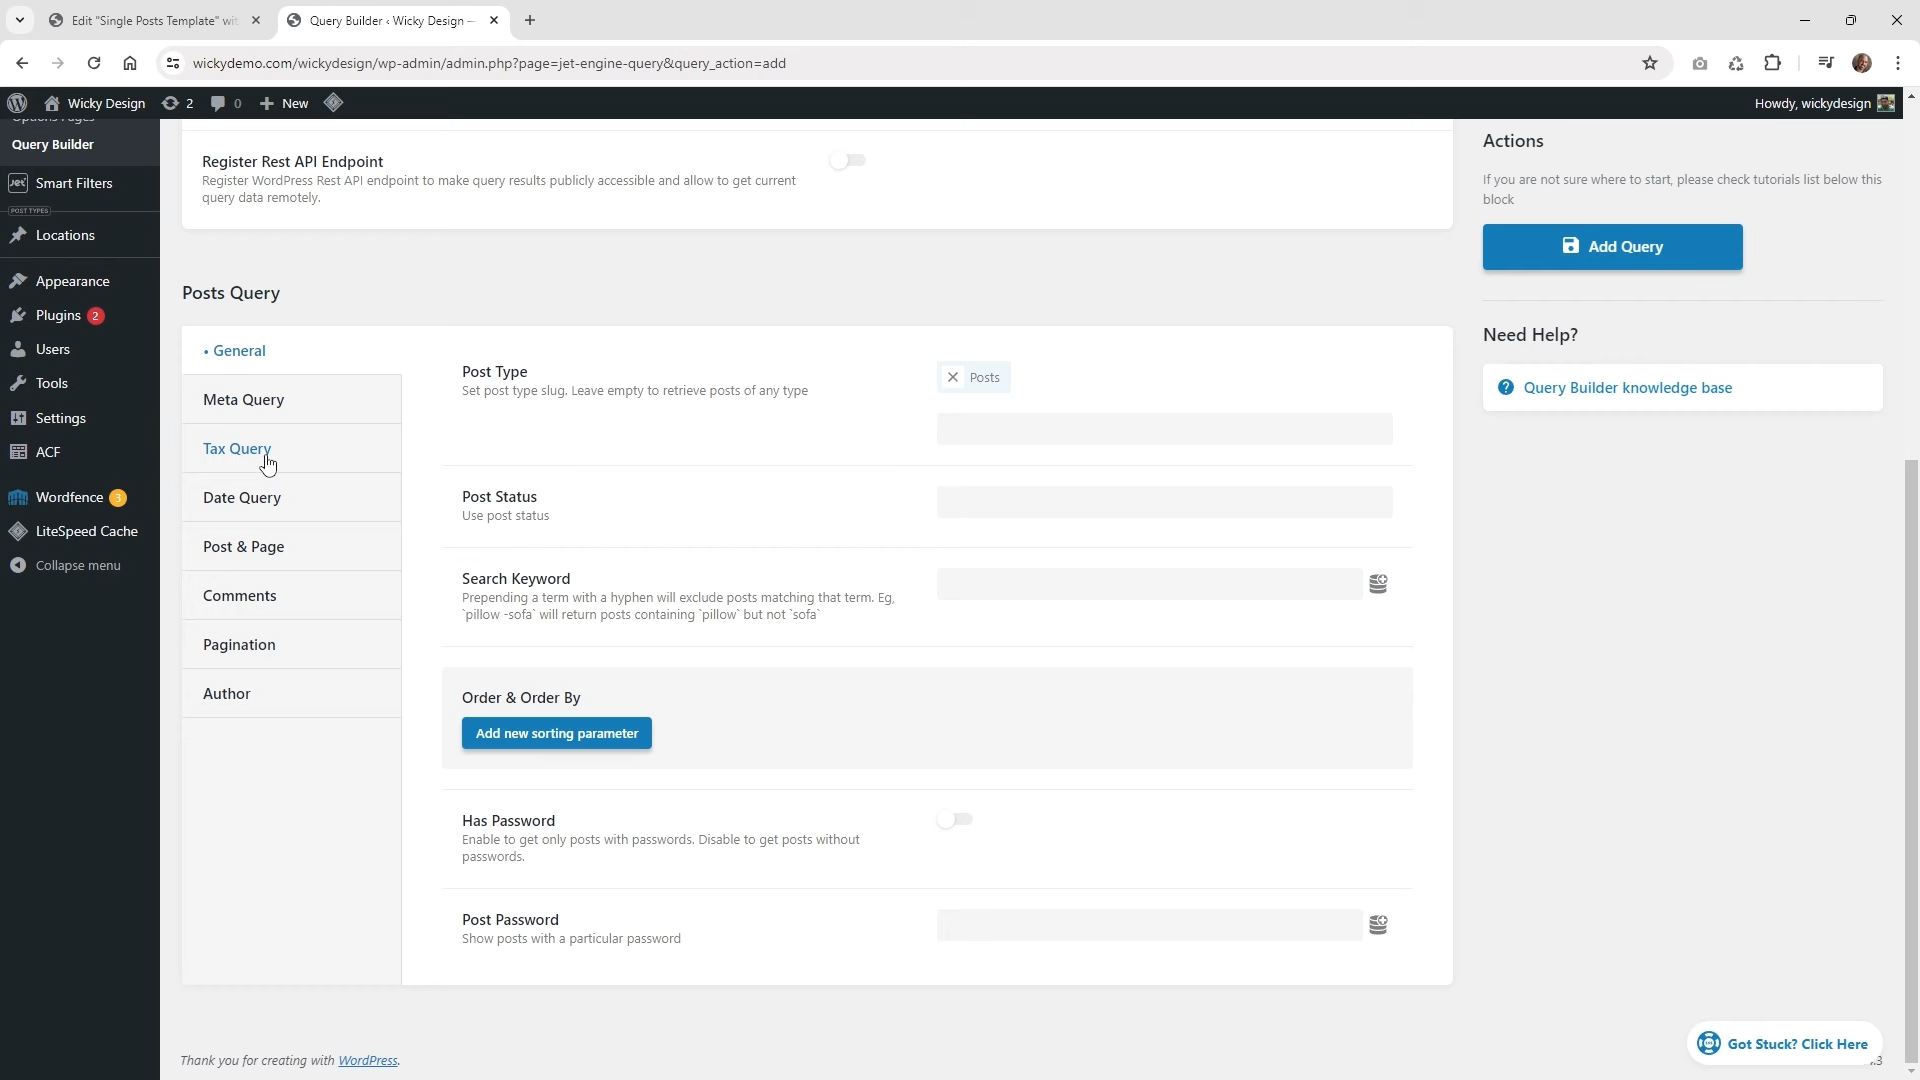 Edit "Single Posts Template" wit
Query Builder ‹ Wicky Design —
wickydemo.com/wickydesign/wp-admin/admin.php?page=jet-engine-query&query_action=add
Wicky Design
2
0
New
Howdy, wickydesign
Options Pages
Query Builder
Jet
Smart Filters
POST TYPES
Locations
Appearance
Plugins 2
Users
Tools
Settings
ACF
Wordfence 3
LiteSpeed Cache
Collapse menu
Register Rest API Endpoint
Register WordPress Rest API endpoint to make query results publicly accessible and allow to get current
query data remotely.
Posts Query
• General
Meta Query
Tax Query
Date Query
Post & Page
Comments
Pagination
Author
Post Type
Set post type slug. Leave empty to retrieve posts of any type
Posts
Post Status
Use post status
Search Keyword
Prepending a term with a hyphen will exclude posts matching that term. Eg,
`pillow -sofa` will return posts containing `pillow` but not `sofa`
Order & Order By
Add new sorting parameter
Has Password
Enable to get only posts with passwords. Disable to get posts without
passwords.
Post Password
Show posts with a particular password
Actions
If you are not sure where to start, please check tutorials list below this
block
Add Query
Need Help?
Query Builder knowledge base
Thank you for creating with WordPress.
Got Stuck? Click Here